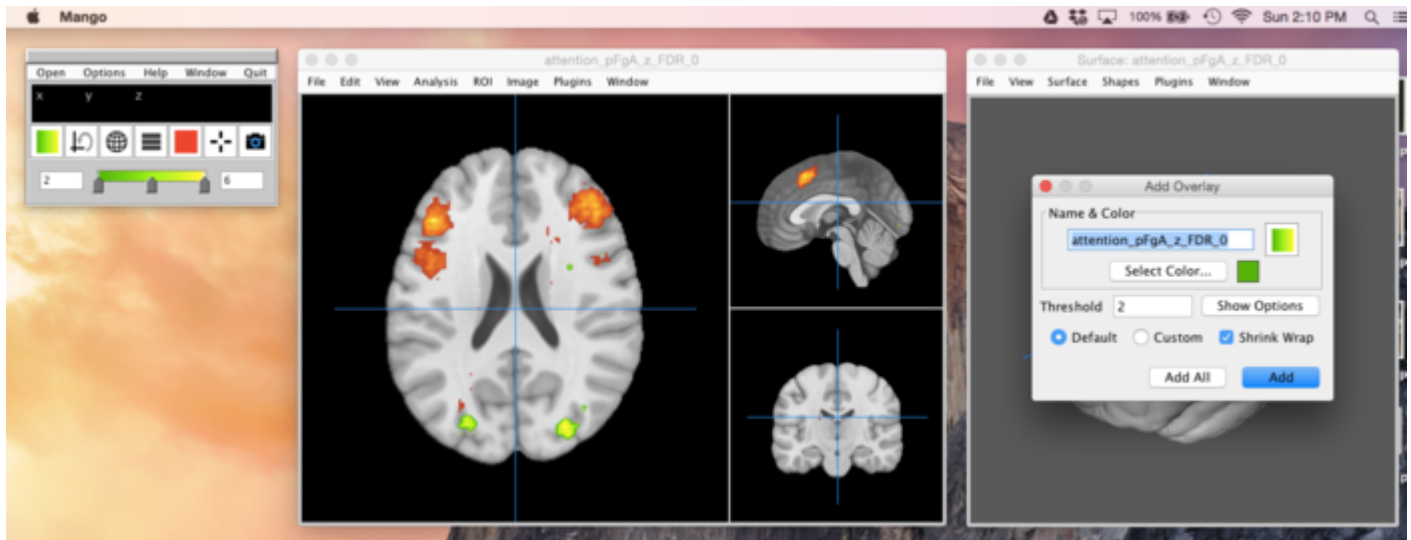 Mango
100%
Sun 2:10 PM
Open Options Help Window Quit
x y z
2
6
attention_pFgA_z_FDR_0
File Edit View Analysis ROI Image Plugins Window
Surface: attention_pFgA_z_FDR_0
File View Surface Shapes Plugins Window
Add Overlay
Name & Color
attention_pFgA_z_FDR_0
Select Color...
Threshold 2 Show Options
Default Custom Shrink Wrap
Add All Add